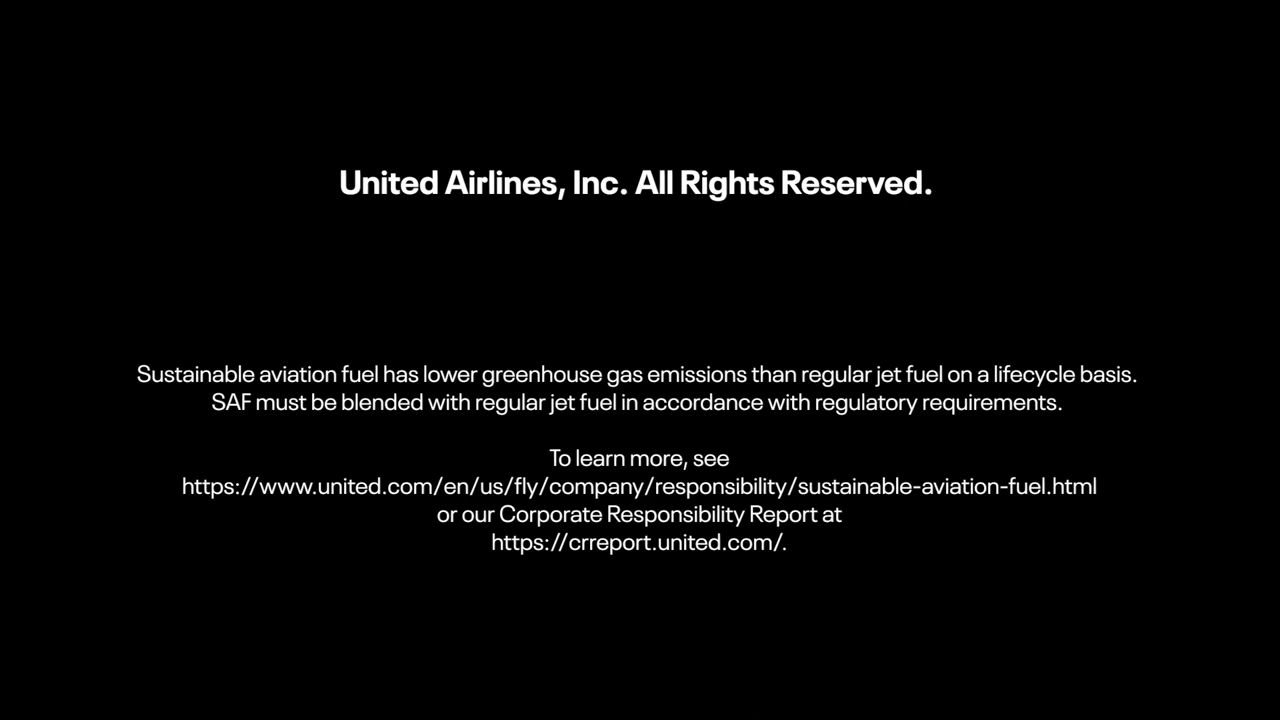 United Airlines, Inc. All Rights Reserved.
Sustainable aviation fuel has lower greenhouse gas emissions than regular jet fuel on a lifecycle basis.
SAF must be blended with regular jet fuel in accordance with regulatory requirements.
To learn more, see
https://www.united.com/en/us/fly/company/responsibility/sustainable-aviation-fuel.html
or our Corporate Responsibility Report at
https://crreport.united.com/.